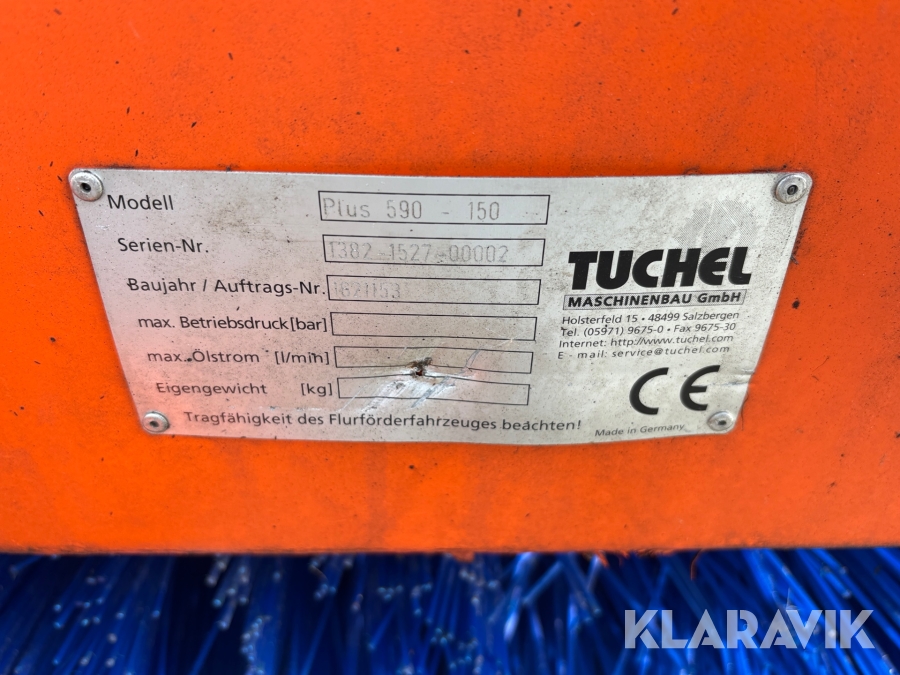 Modell Plus 590 - 150
Serien-Nr. T382-1527-00002
Baujahr / Auftrags-Nr.
max. Betriebsdruck [bar]
max. Ölstrom [l/mih]
Eigengewicht [kg]
Tragfähigkeit des Flurförderfahrzeuges beachten!
TUCHEL
MASCHINENBAU GmbH
Holsterfeld 15 • 48499 Salzbergen
Tel. (05971) 9675-0 • Fax 9675-30
Internet: http://www.tuchel.com
E - mail: service@tuchel.com
CE
Made in Germany
KLARAVIK